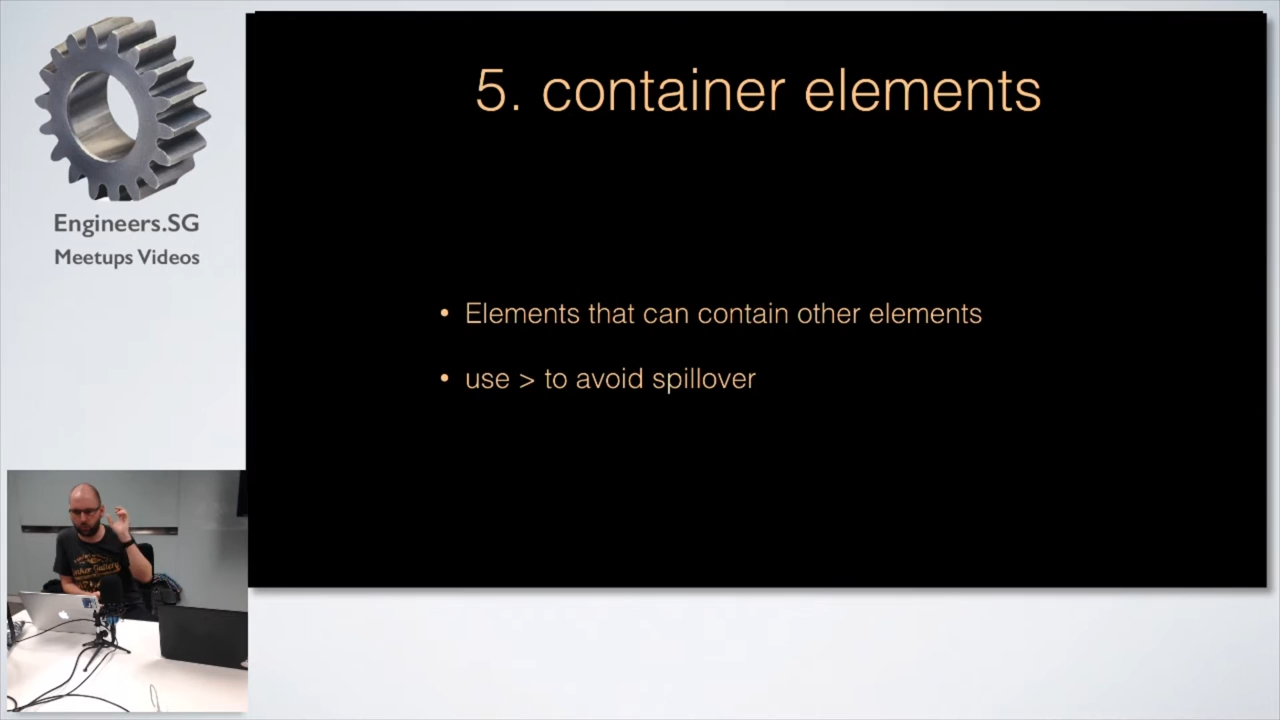 Engineers.SG
Meetups Videos
5. container elements
• Elements that can contain other elements
• use > to avoid spillover